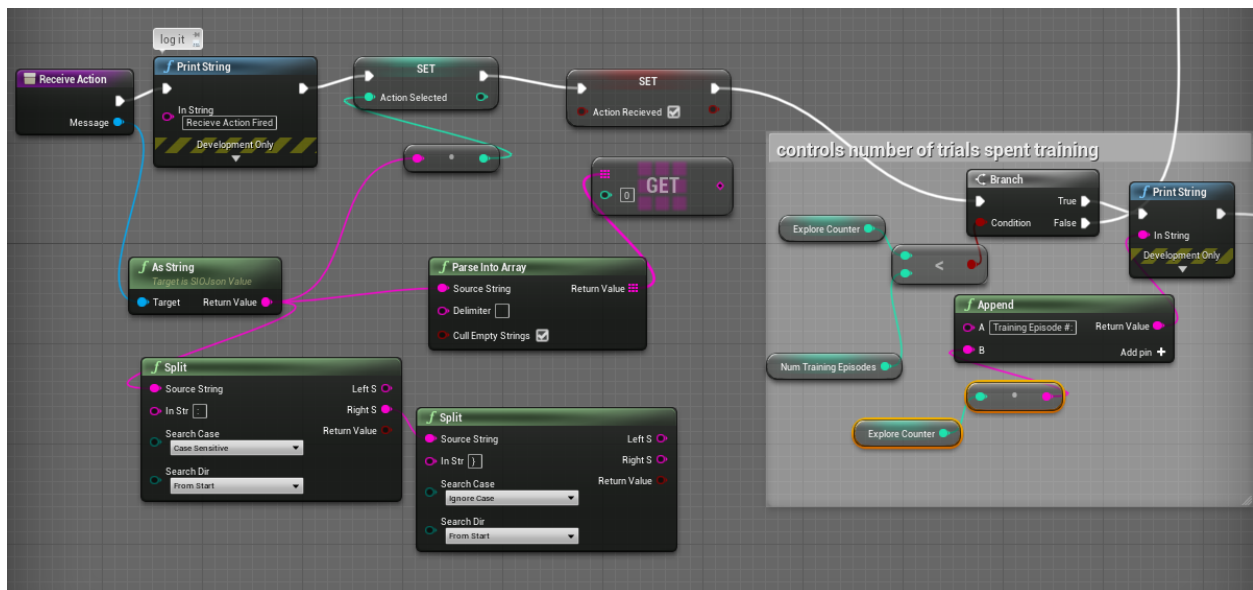 log it
Receive Action
Message
Print String
In String
Recieve Action Fired
Development Only
SET
Action Selected
SET
Action Recieved
0
GET
controls number of trials spent training
Branch
True
Condition
False
Print String
In String
Development Only
Explore Counter
<
Num Training Episodes
Append
A
Training Episode #:
Return Value
B
Add pin +
Explore Counter
As String
Target is SIOJson Value
Target
Return Value
Parse Into Array
Source String
Return Value
Delimiter
Cull Empty Strings
Split
Source String
Left S
In Str
:
Right S
Search Case
Return Value
Case Sensitive
Search Dir
From Start
Split
Source String
Left S
In Str
}
Right S
Search Case
Return Value
Ignore Case
Search Dir
From Start